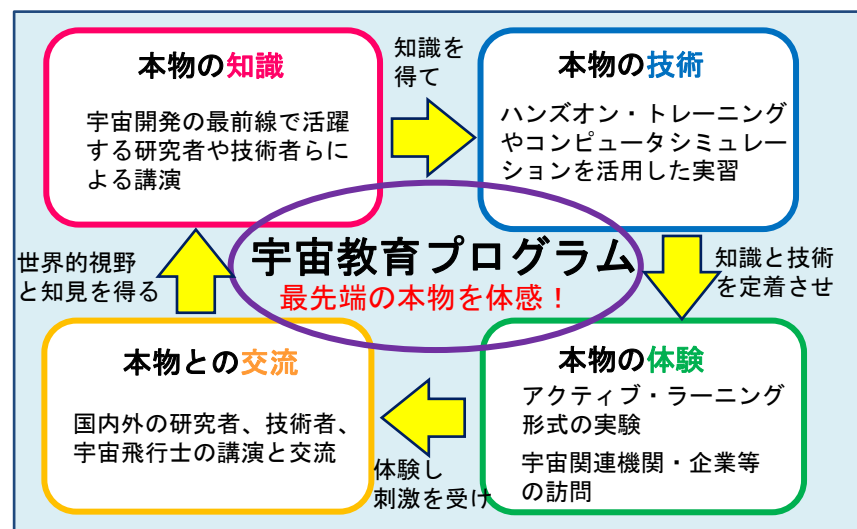 本物の知識
宇宙開発の最前線で活躍
する研究者や技術者らに
よる講演
知識を
得て
本物の技術
ハンズオン・トレーニング
やコンピュータシミュレー
ションを活用した実習
宇宙教育プログラム
最先端の本物を体感！
世界的視野
と知見を得る
知識と技術
を定着させ
本物との交流
国内外の研究者、技術者、
宇宙飛行士の講演と交流
体験し
刺激を受け
本物の体験
アクティブ・ラーニング
形式の実験
宇宙関連機関・企業等
の訪問